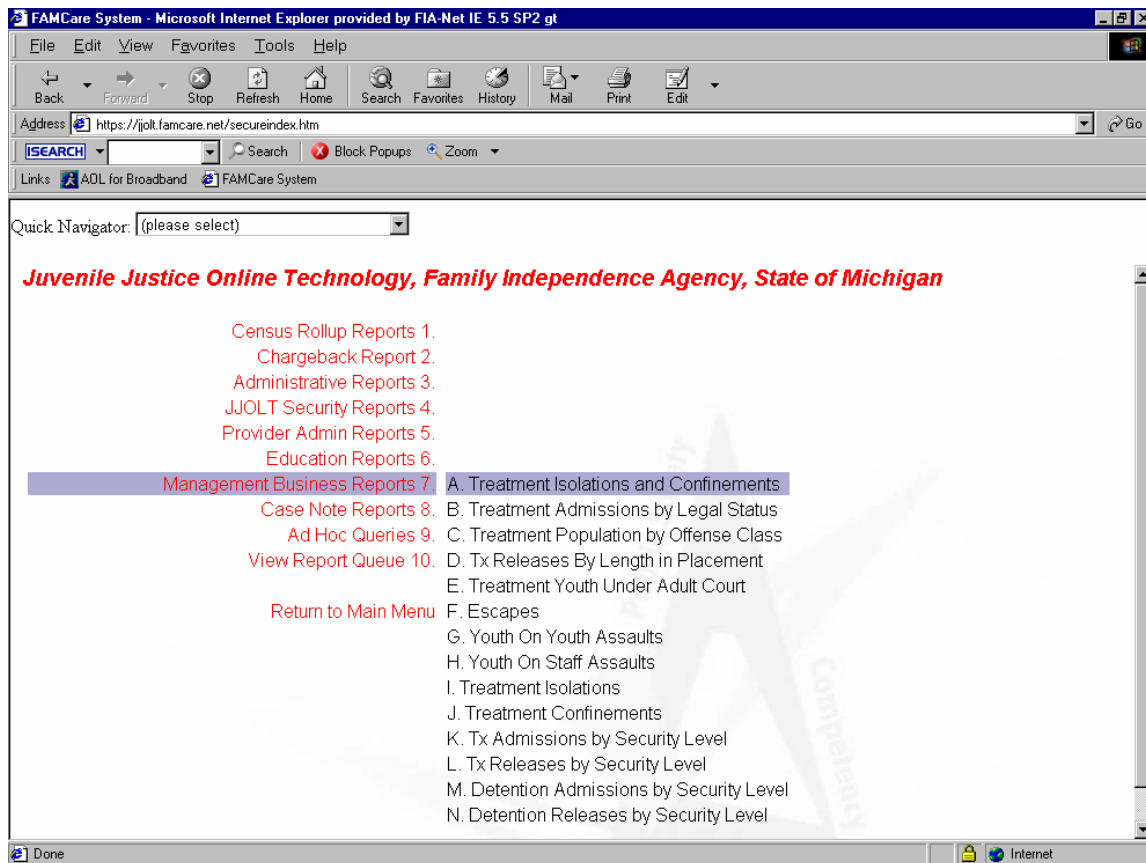 FAMCare System - Microsoft Internet Explorer provided by FIA-Net IE 5.5 SP2 gt
File Edit View Favorites Tools Help
Back Forward Stop Refresh Home Search Favorites History Mail Print Edit
Address https://jjolt.famcare.net/secureindex.htm Go
ISEARCH Search Block Popups Zoom
Links AOL for Broadband FAMCare System
Quick Navigator: (please select)
Juvenile Justice Online Technology, Family Independence Agency, State of Michigan
Census Rollup Reports 1.
Chargeback Report 2.
Administrative Reports 3.
JJOLT Security Reports 4.
Provider Admin Reports 5.
Education Reports 6.
Management Business Reports 7. A. Treatment Isolations and Confinements
Case Note Reports 8. B. Treatment Admissions by Legal Status
Ad Hoc Queries 9. C. Treatment Population by Offense Class
View Report Queue 10. D. Tx Releases By Length in Placement
E. Treatment Youth Under Adult Court
Return to Main Menu F. Escapes
G. Youth On Youth Assaults
H. Youth On Staff Assaults
I. Treatment Isolations
J. Treatment Confinements
K. Tx Admissions by Security Level
L. Tx Releases by Security Level
M. Detention Admissions by Security Level
N. Detention Releases by Security Level
Competency
Done Internet